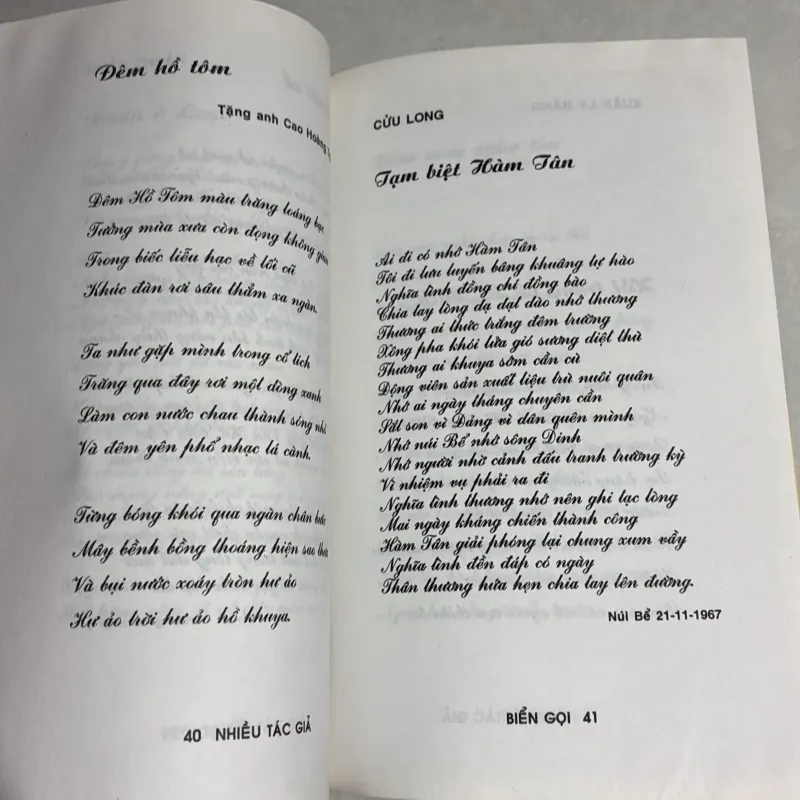 Đêm hồ tôm
Tặng anh Cao Hoàng
Đêm Hồ Tôm màu trăng loáng bạc
Tưởng mùa xưa còn đọng không gian
Trong biếc liễu hạc về lối cũ
Khúc đàn rơi sâu thẳm xa ngàn.
Ta như gặp mình trong cổ tích
Trăng qua đây rơi một dòng xanh
Làm con nước chau thành sóng nhỏ
Và đêm yên phổ nhạc lá cành.
Từng bóng khói qua ngàn chân bước
Mây bềnh bồng thoáng hiện sao thưa
Và bụi nước xoáy tròn hư ảo
Hư ảo trời hư ảo hồ khuya.
40 NHIỀU TÁC GIẢ
CỬU LONG
Tạm biệt Hàm Tân
Ai đi có nhớ Hàm Tân
Tôi đi lưu luyến bâng khuâng tự hào
Nghĩa tình đồng chí đồng bào
Chia tay lòng dạ dạt dào nhớ thương
Thương ai thức trắng đêm trường
Xông pha khói lửa gió sương diệt thù
Thương ai khuya sớm cần cù
Động viên sản xuất liệu trù nuôi quân
Nhớ ai ngày tháng chuyên cần
Sắt son vì Đảng vì dân quên mình
Nhớ núi Bể nhớ sông Dinh
Nhớ người nhớ cảnh đấu tranh trường kỳ
Vì nhiệm vụ phải ra đi
Nghĩa tình thương nhớ nên ghi tạc lòng
Mai ngày kháng chiến thành công
Hàm Tân giải phóng lại chung xum vầy
Nghĩa tình đền đáp có ngày
Thân thương hứa hẹn chia tay lên đường.
Núi Bể 21-11-1967
BIỂN GỌI 41